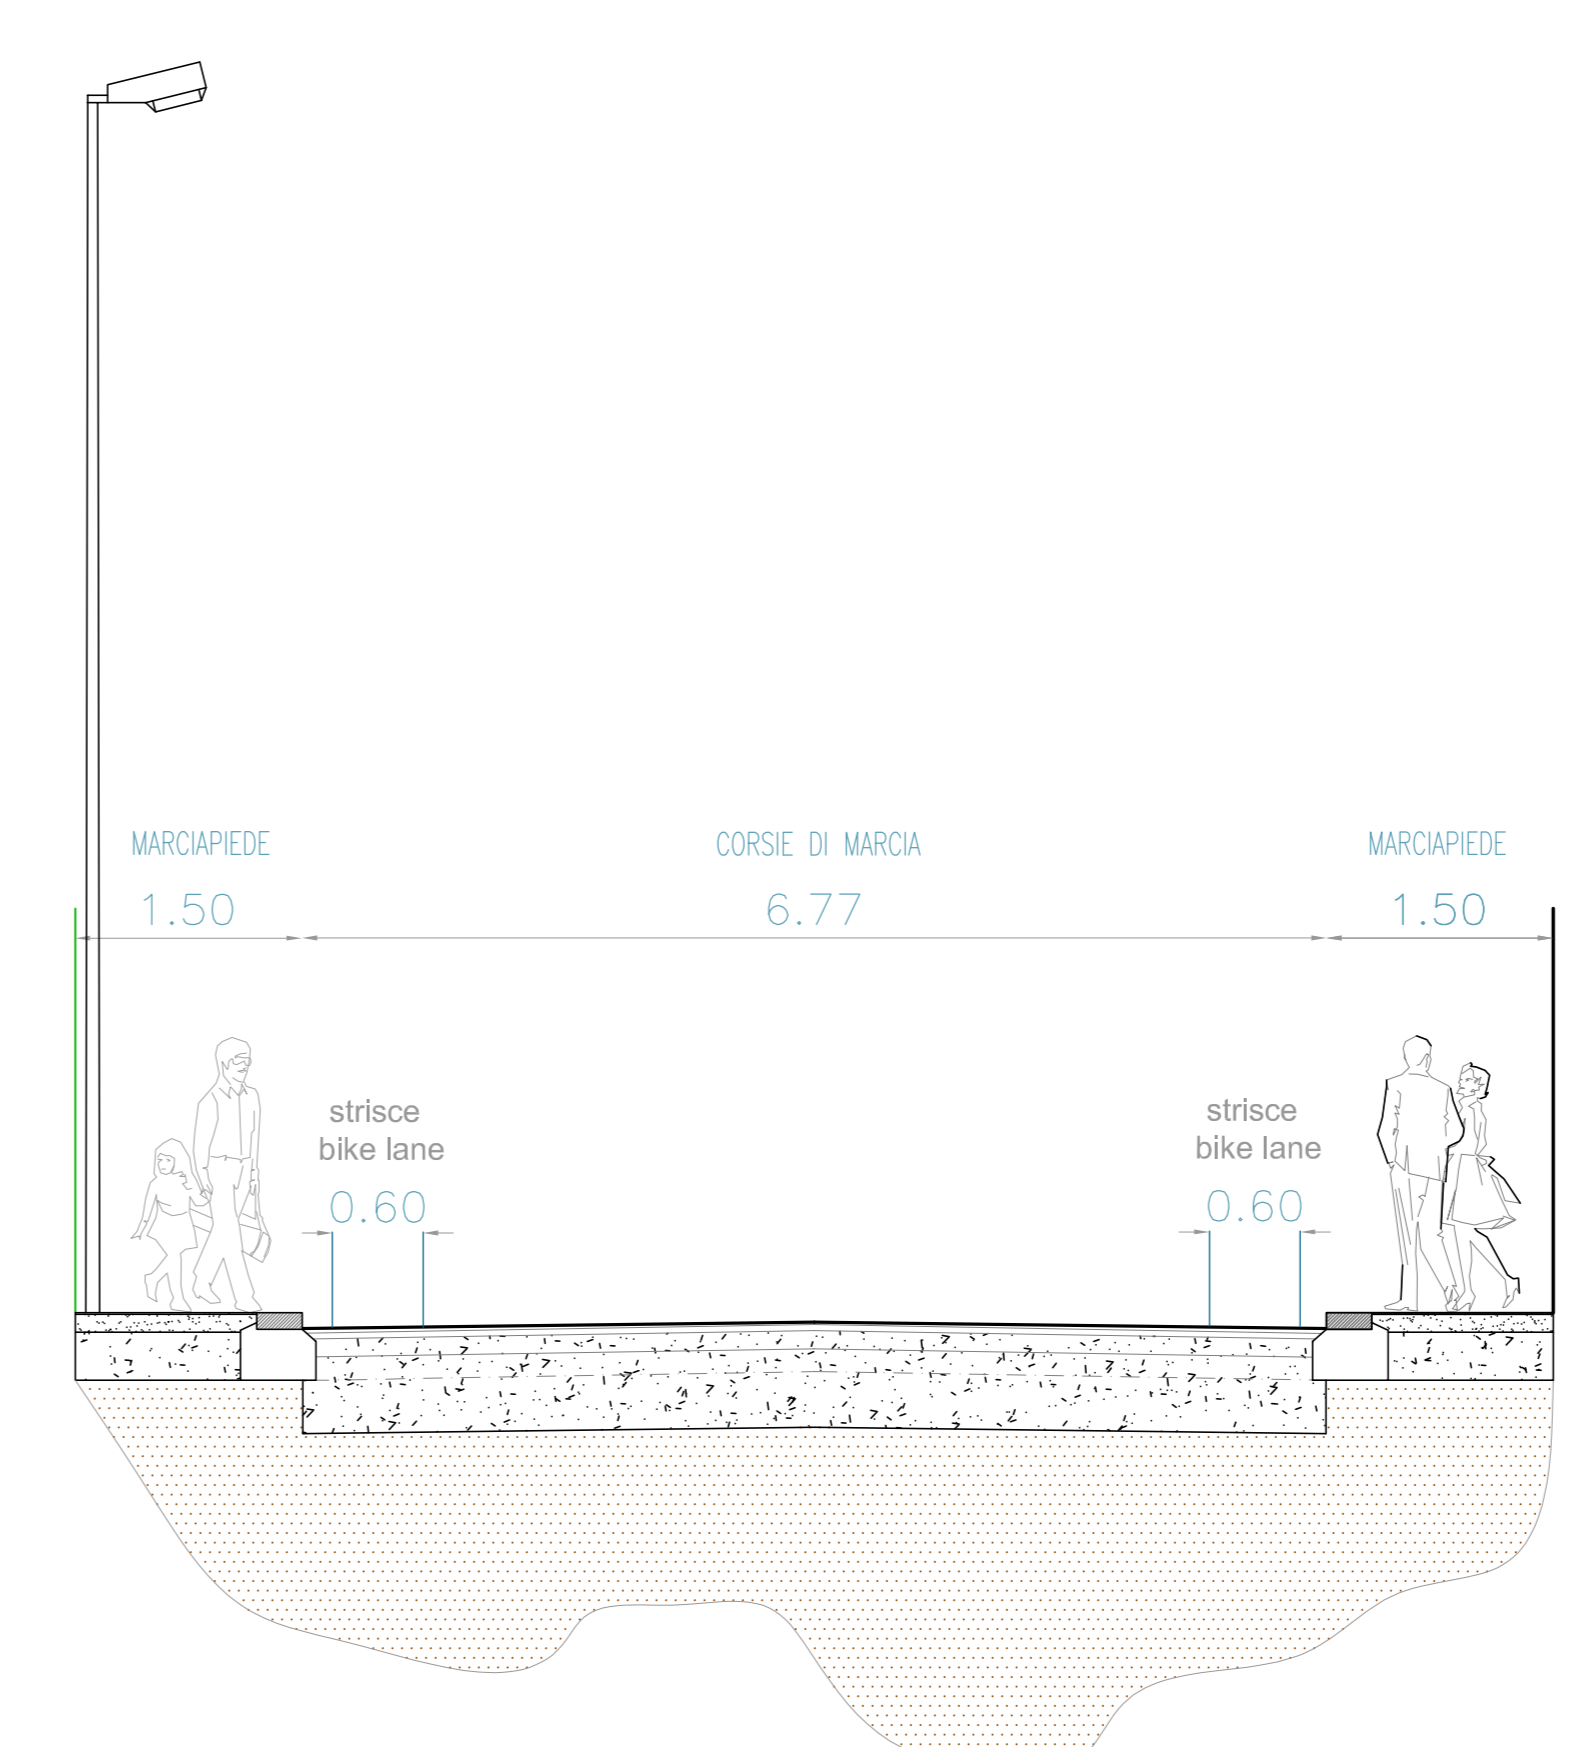 MARCIAPIEDE
CORSIE DI MARCIA
MARCIAPIEDE
1.50
6.77
1.50
strisce
bike lane
0.60
strisce
bike lane
0.60